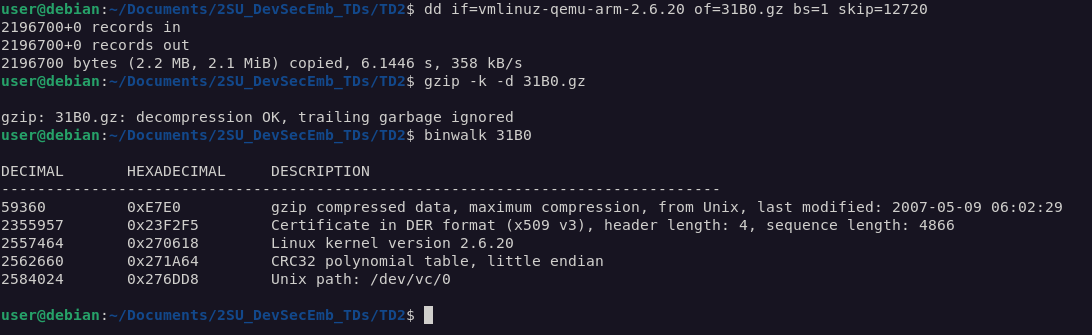 user@debian:~/Documents/2SU_DevSecEmb_TDs/TD2$ dd if=vmlinuz-qemu-arm-2.6.20 of=31B0.gz bs=1 skip=12720
2196700+0 records in
2196700+0 records out
2196700 bytes (2.2 MB, 2.1 MiB) copied, 6.1446 s, 358 kB/s
user@debian:~/Documents/2SU_DevSecEmb_TDs/TD2$ gzip -k -d 31B0.gz
gzip: 31B0.gz: decompression OK, trailing garbage ignored
user@debian:~/Documents/2SU_DevSecEmb_TDs/TD2$ binwalk 31B0
DECIMAL       HEXADECIMAL     DESCRIPTION
--------------------------------------------------------------------------------
59360         0xE7E0          gzip compressed data, maximum compression, from Unix, last modified: 2007-05-09 06:02:29
2355957       0x23F2F5        Certificate in DER format (x509 v3), header length: 4, sequence length: 4866
2557464       0x270618        Linux kernel version 2.6.20
2562660       0x271A64        CRC32 polynomial table, little endian
2584024       0x276DD8        Unix path: /dev/vc/0
user@debian:~/Documents/2SU_DevSecEmb_TDs/TD2$